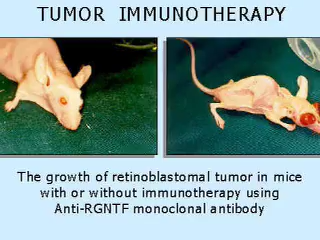 TUMOR IMMUNOTHERAPY
The growth of retinoblastomal tumor in mice
with or without immunotherapy using
Anti-RGNTF monoclonal antibody